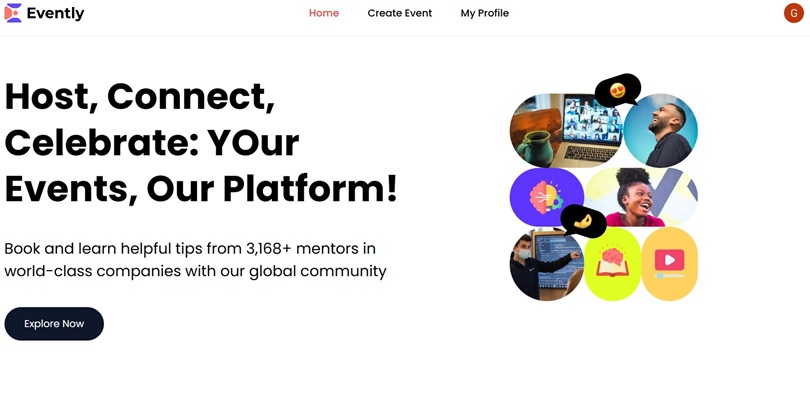 Evently
Home Create Event My Profile
G
Host, Connect,
Celebrate: YOur
Events, Our Platform!
Book and learn helpful tips from 3,168+ mentors in
world-class companies with our global community
Explore Now